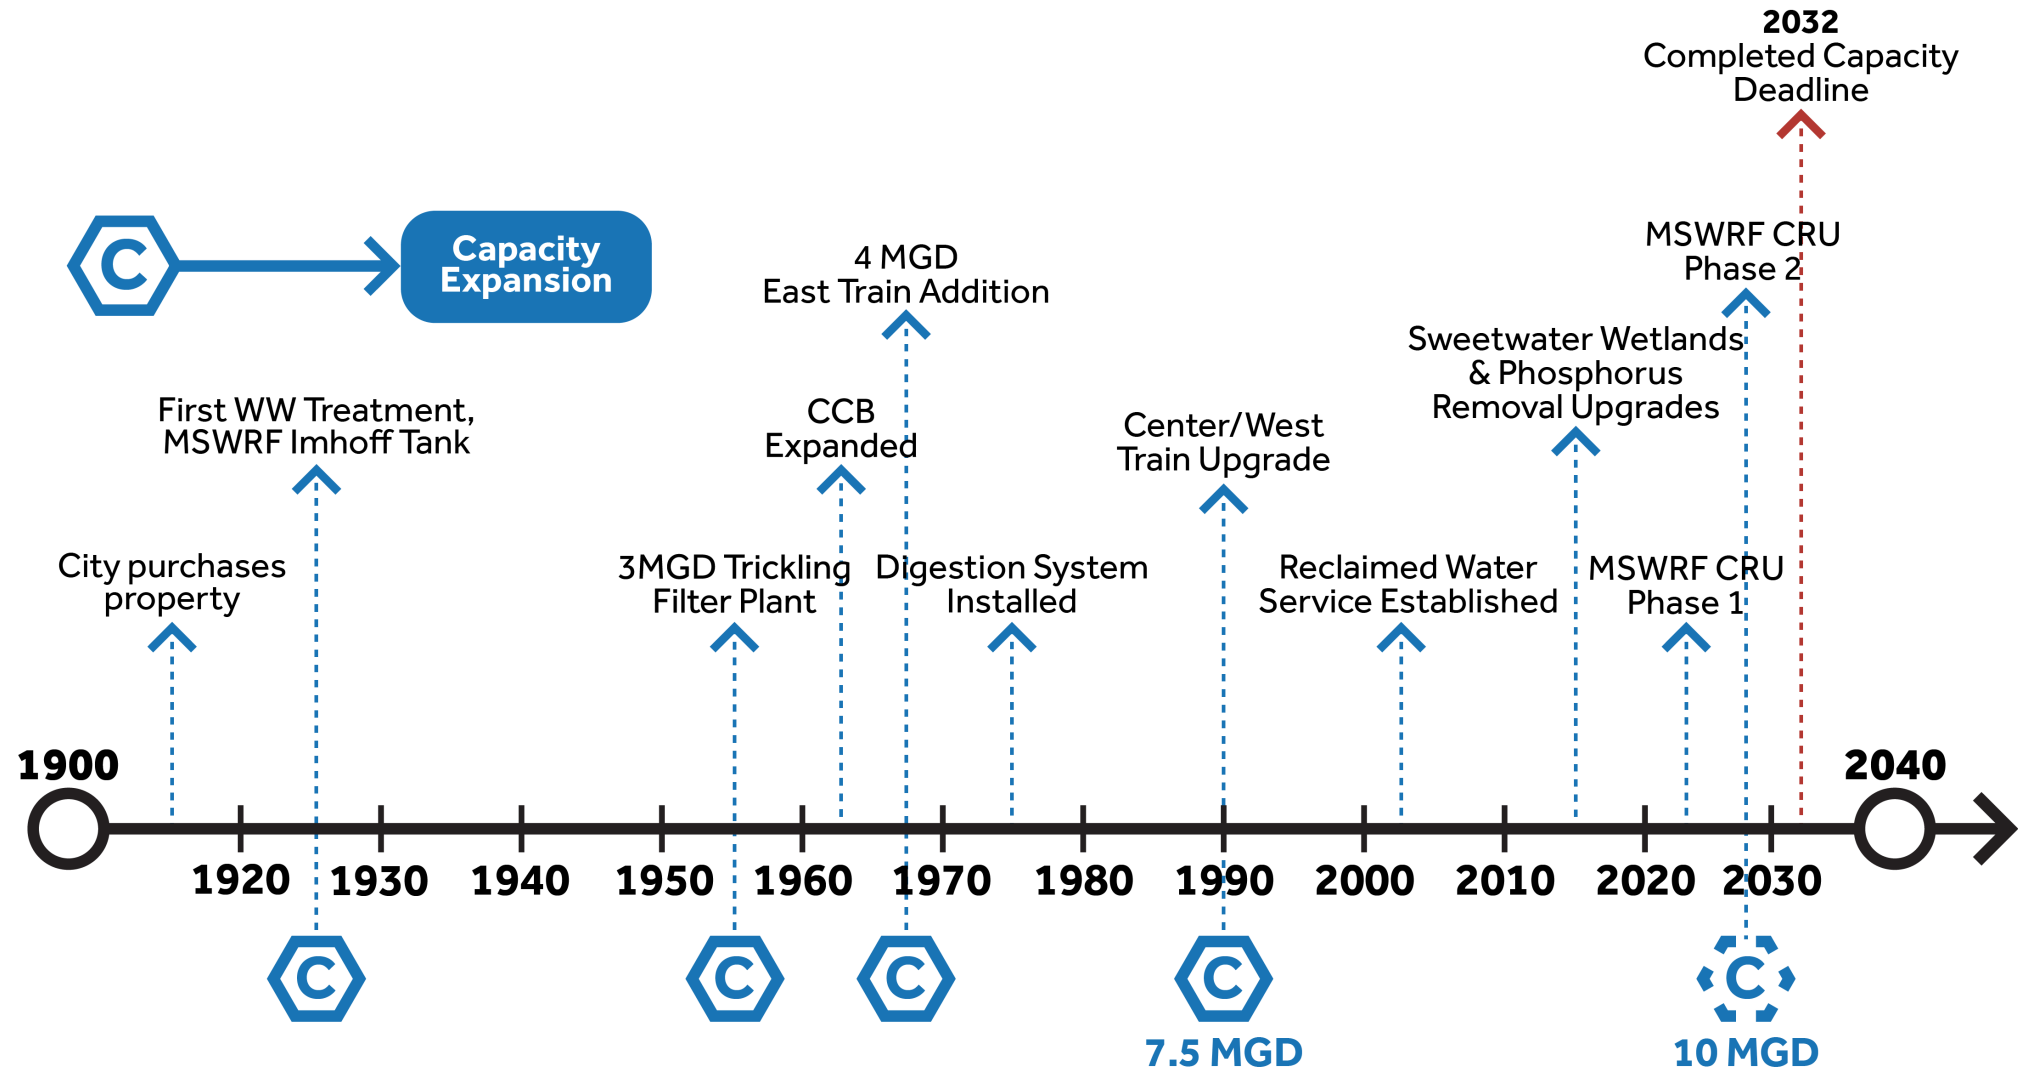 2032
Completed Capacity
Deadline
C
Capacity
Expansion
MSWRF CRU
Phase 2
4 MGD
East Train Addition
Sweetwater Wetlands
& Phosphorus
Removal Upgrades
First WW Treatment,
MSWRF Imhoff Tank
CCB
Expanded
Center/West
Train Upgrade
City purchases
property
3MGD Trickling
Filter Plant
Digestion System
Installed
Reclaimed Water
Service Established
MSWRF CRU
Phase 1
1900
2040
1920
1930
1940
1950
1960
1970
1980
1990
2000
2010
2020
2030
C
C
C
C
C
7.5 MGD
10 MGD